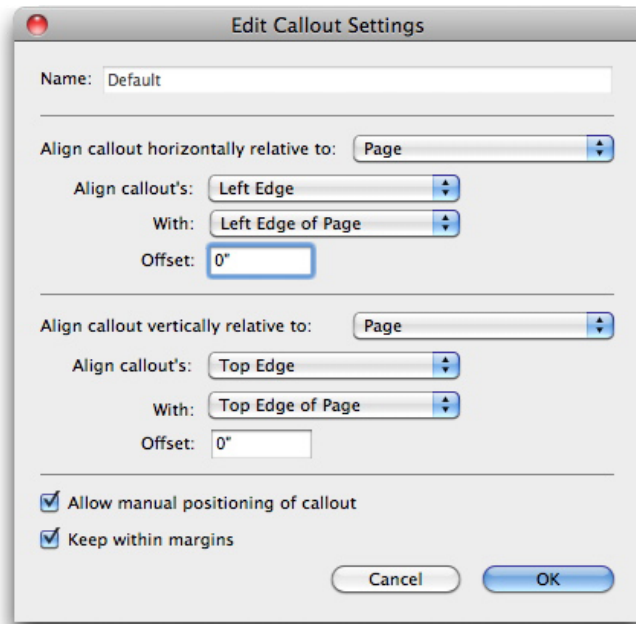 Edit Callout Settings
Name: Default
Align callout horizontally relative to: Page
Align callout's: Left Edge
With: Left Edge of Page
Offset: 0"
Align callout vertically relative to: Page
Align callout's: Top Edge
With: Top Edge of Page
Offset: 0"
Allow manual positioning of callout
Keep within margins
Cancel OK